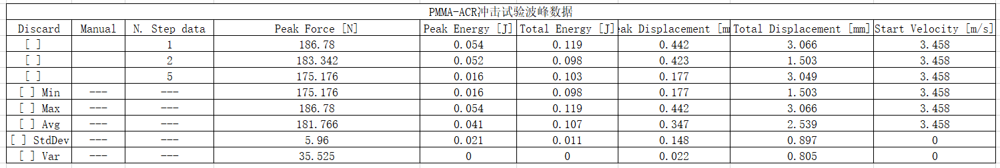 PMMA-ACR冲击试验波峰数据
Discard Manual N. Step data Peak Force [N] Peak Energy [J] Total Energy [J] eak Displacement [mm Total Displacement [mm] Start Velocity [m/s]
[ ] 1 186.78 0.054 0.119 0.442 3.066 3.458
[ ] 2 183.342 0.052 0.098 0.423 1.503 3.458
[ ] 5 175.176 0.016 0.103 0.177 3.049 3.458
[ ] Min --- --- 175.176 0.016 0.098 0.177 1.503 3.458
[ ] Max --- --- 186.78 0.054 0.119 0.442 3.066 3.458
[ ] Avg --- --- 181.766 0.041 0.107 0.347 2.539 3.458
[ ] StdDev --- --- 5.96 0.021 0.011 0.148 0.897 0
[ ] Var --- --- 35.525 0 0 0.022 0.805 0